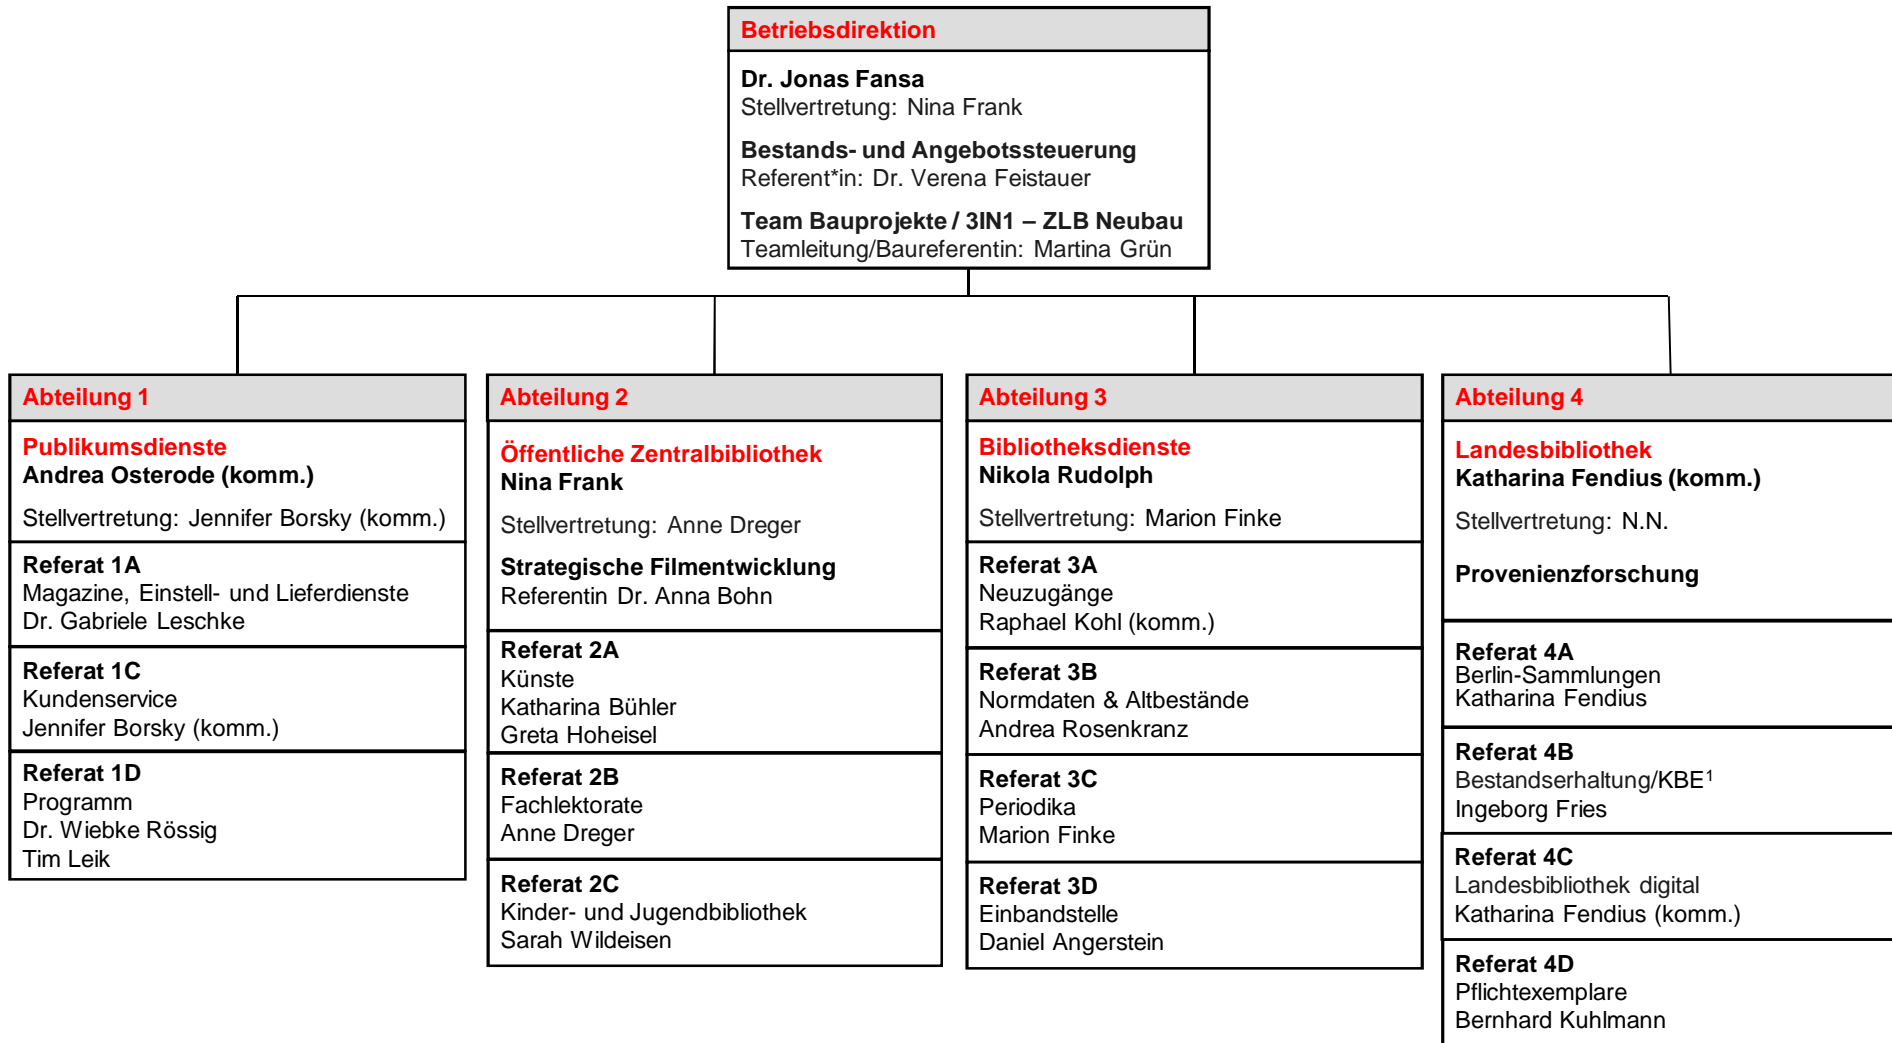 Betriebsdirektion
Dr. Jonas Fansa
Stellvertretung: Nina Frank
Bestands- und Angebotssteuerung
Referent*in: Dr. Verena Feistauer
Team Bauprojekte / 3IN1 – ZLB Neubau
Teamleitung/Baureferentin: Martina Grün
Abteilung 1
Publikumsdienste
Andrea Osterode (komm.)
Stellvertretung: Jennifer Borsky (komm.)
Referat 1A
Magazine, Einstell- und Lieferdienste
Dr. Gabriele Leschke
Referat 1C
Kundenservice
Jennifer Borsky (komm.)
Referat 1D
Programm
Dr. Wiebke Rössig
Tim Leik
Abteilung 2
Öffentliche Zentralbibliothek
Nina Frank
Stellvertretung: Anne Dreger
Strategische Filmentwicklung
Referentin Dr. Anna Bohn
Referat 2A
Künste
Katharina Bühler
Greta Hoheisel
Referat 2B
Fachlektorate
Anne Dreger
Referat 2C
Kinder- und Jugendbibliothek
Sarah Wildeisen
Abteilung 3
Bibliotheksdienste
Nikola Rudolph
Stellvertretung: Marion Finke
Referat 3A
Neuzugänge
Raphael Kohl (komm.)
Referat 3B
Normdaten & Altbestände
Andrea Rosenkranz
Referat 3C
Periodika
Marion Finke
Referat 3D
Einbandstelle
Daniel Angerstein
Abteilung 4
Landesbibliothek
Katharina Fendius (komm.)
Stellvertretung: N.N.
Provenienzforschung
Referat 4A
Berlin-Sammlungen
Katharina Fendius
Referat 4B
Bestandserhaltung/KBE¹
Ingeborg Fries
Referat 4C
Landesbibliothek digital
Katharina Fendius (komm.)
Referat 4D
Pflichtexemplare
Bernhard Kuhlmann